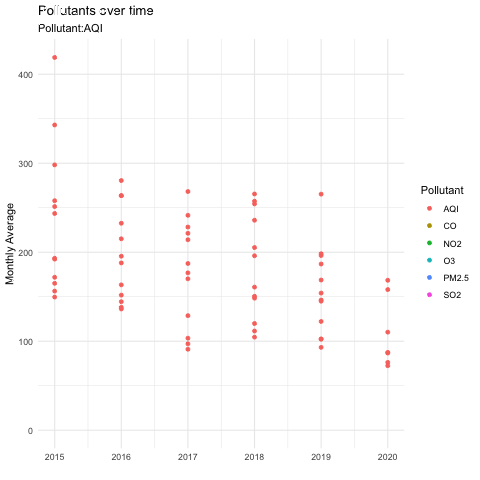 Pollutants over time
Pollutant:AQI
Monthly Average
400
300
200
100
0
2015 2016 2017 2018 2019 2020
Pollutant
AQI
CO
NO2
O3
PM2.5
SO2